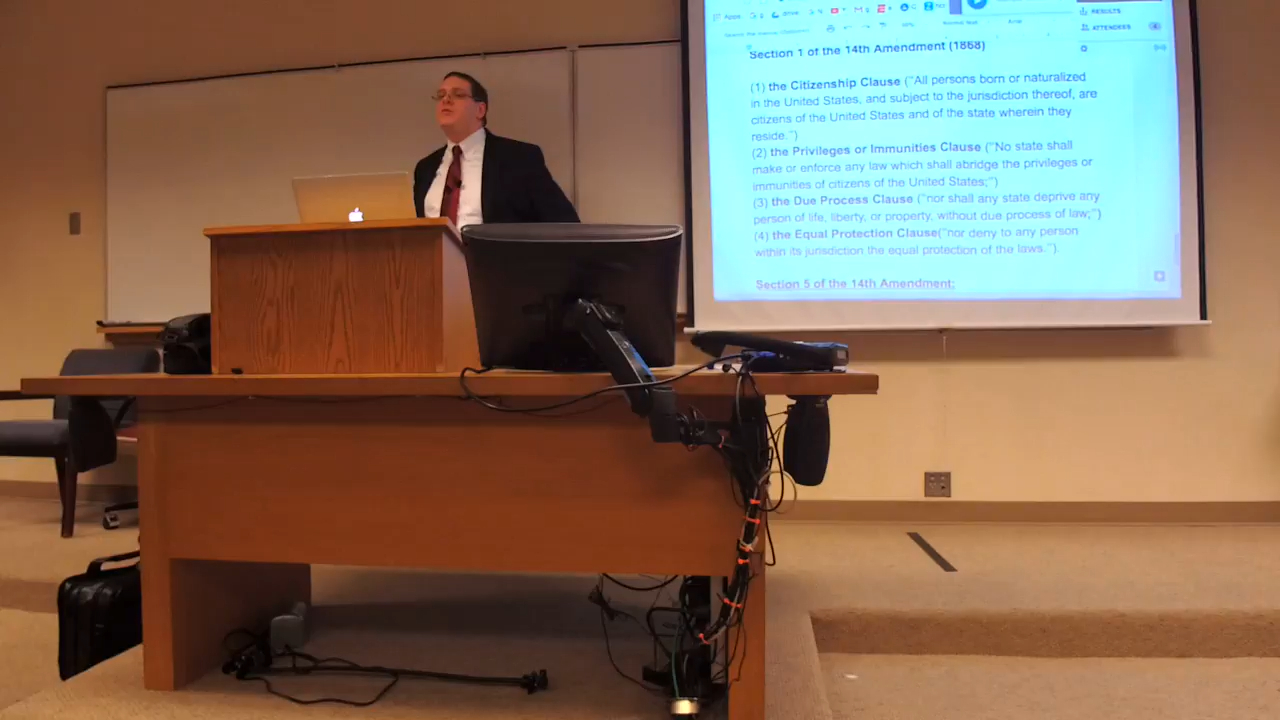 Apps
drive
RESULTS
ATTENDEES
Normal text
Arial
Section 1 of the 14th Amendment (1868)
(1) the Citizenship Clause ("All persons born or naturalized
in the United States, and subject to the jurisdiction thereof, are
citizens of the United States and of the state wherein they
reside.")
(2) the Privileges or Immunities Clause ("No state shall
make or enforce any law which shall abridge the privileges or
immunities of citizens of the United States;")
(3) the Due Process Clause ("nor shall any state deprive any
person of life, liberty, or property, without due process of law;")
(4) the Equal Protection Clause("nor deny to any person
within its jurisdiction the equal protection of the laws.").
Section 5 of the 14th Amendment: